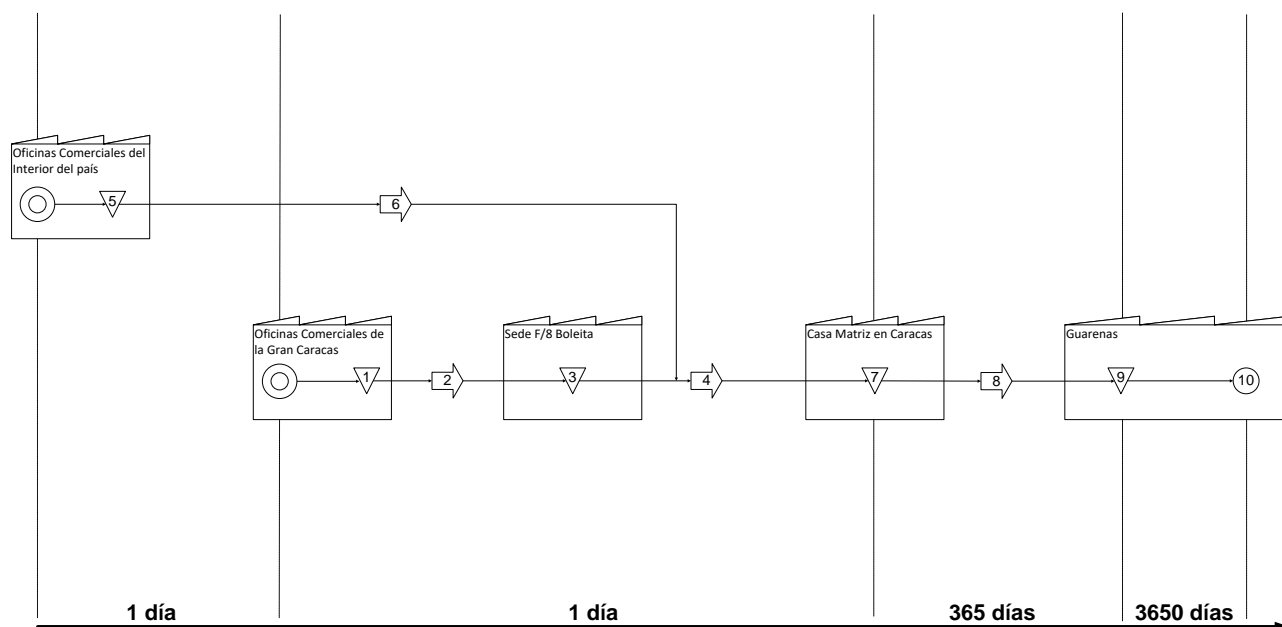 Oficinas Comerciales del
Interior del país
5
6
Oficinas Comerciales de
la Gran Caracas
1
2
Sede F/8 Boleita
3
4
Casa Matriz en Caracas
7
8
Guarenas
9
10
1 día
1 día
365 días
3650 días